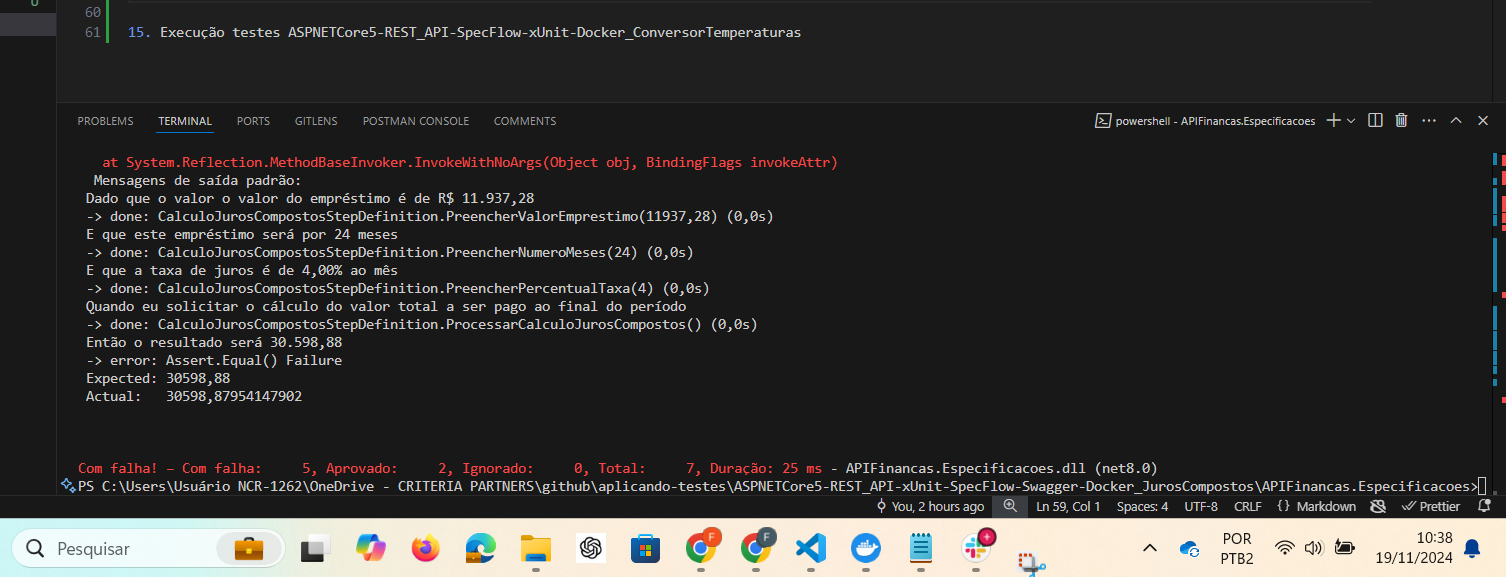 60
61 15. Execução testes ASPNETCore5-REST_API-SpecFlow-xUnit-Docker_ConversorTemperaturas
PROBLEMS TERMINAL PORTS GITLENS POSTMAN CONSOLE COMMENTS powershell - APIFinancas.Especificacoes
at System.Reflection.MethodBaseInvoker.InvokeWithNoArgs(Object obj, BindingFlags invokeAttr)
Mensagens de saída padrão:
Dado que o valor o valor do empréstimo é de R$ 11.937,28
-> done: CalculoJurosCompostosStepDefinition.PreencherValorEmprestimo(11937,28) (0,0s)
E que este empréstimo será por 24 meses
-> done: CalculoJurosCompostosStepDefinition.PreencherNumeroMeses(24) (0,0s)
E que a taxa de juros é de 4,00% ao mês
-> done: CalculoJurosCompostosStepDefinition.PreencherPercentualTaxa(4) (0,0s)
Quando eu solicitar o cálculo do valor total a ser pago ao final do período
-> done: CalculoJurosCompostosStepDefinition.ProcessarCalculoJurosCompostos() (0,0s)
Então o resultado será 30.598,88
-> error: Assert.Equal() Failure
Expected: 30598,88
Actual:   30598,87954147902
Com falha! – Com falha:     5, Aprovado:     2, Ignorado:     0, Total:     7, Duração: 25 ms - APIFinancas.Especificacoes.dll (net8.0)
PS C:\Users\Usuário NCR-1262\OneDrive - CRITERIA PARTNERS\github\aplicando-testes\ASPNETCore5-REST_API-xUnit-SpecFlow-Swagger-Docker_JurosCompostos\APIFinancas.Especificacoes>
You, 2 hours ago Ln 59, Col 1 Spaces: 4 UTF-8 CRLF {} Markdown Prettier
Pesquisar F F POR 10:38
PTB2 19/11/2024